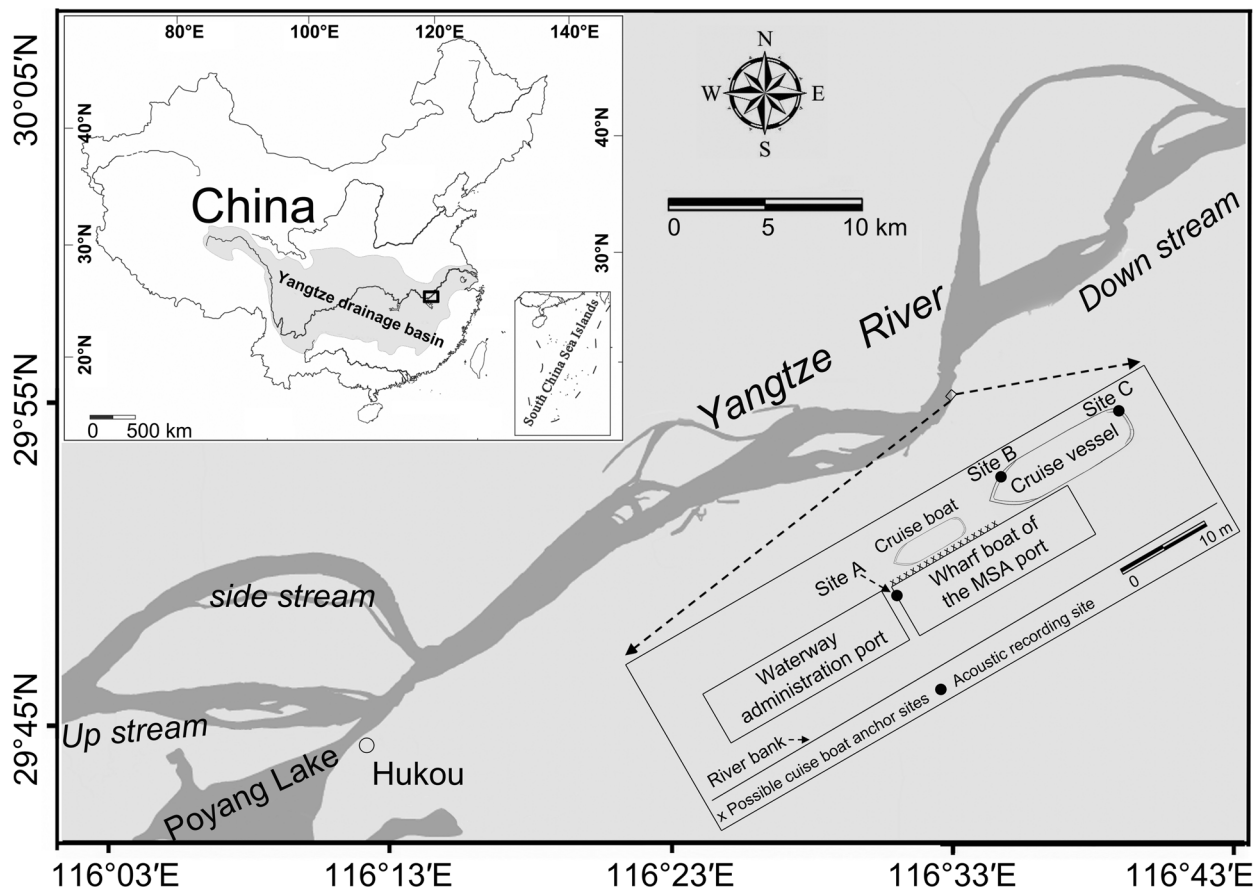 80°E
100°E
120°E
140°E
40°N
30°N
20°N
40°N
30°N
China
Yangtze drainage basin
South China Sea Islands
0
500 km
N
W
E
S
0
5
10 km
Yangtze River
Down stream
Site C
Cruise vessel
Site B
Cruise boat
Site A
Wharf boat of
the MSA port
Waterway
administration port
0
10 m
River bank
x Possible cuise boat anchor sites
Acoustic recording site
xxxxxxxxxxxxxxxx
side stream
Up stream
Poyang Lake
Hukou
30°05′N
29°55′N
29°45′N
116°03′E
116°13′E
116°23′E
116°33′E
116°43′E